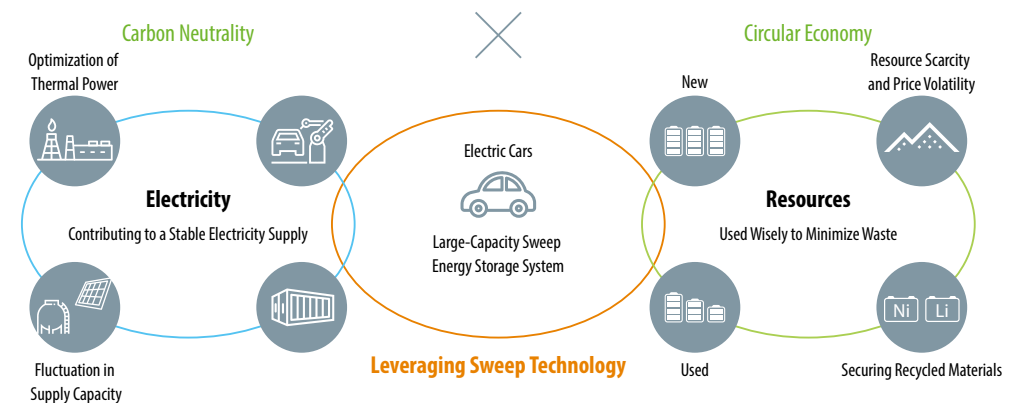 Carbon Neutrality
Circular Economy
Optimization of
Thermal Power
Electricity
Contributing to a Stable Electricity Supply
Fluctuation in
Supply Capacity
Electric Cars
Large-Capacity Sweep
Energy Storage System
Leveraging Sweep Technology
New
Resource Scarcity
and Price Volatility
Resources
Used Wisely to Minimize Waste
Used
Ni
Li
Securing Recycled Materials